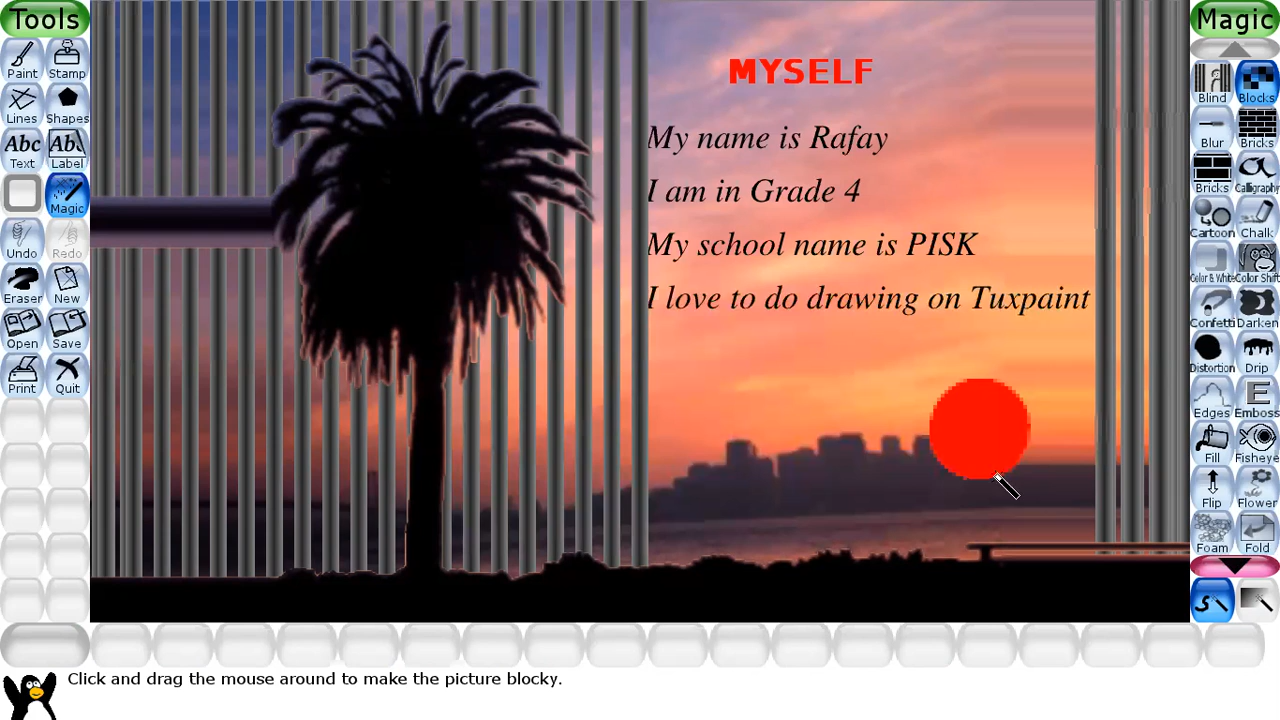 Tools
Magic
Paint
Stamp
Lines
Shapes
Text
Label
Magic
Undo
Redo
Eraser
New
Open
Save
Print
Quit
Abc
Abc
MYSELF
My name is Rafay
I am in Grade 4
My school name is PISK
I love to do drawing on Tuxpaint
Blind
Blocks
Blur
Bricks
Bricks
Calligraphy
Cartoon
Chalk
Color & White
Color Shift
Confetti
Darken
Distortion
Drip
Edges
Emboss
Fill
Fisheye
Flip
Flower
Foam
Fold
Click and drag the mouse around to make the picture blocky.